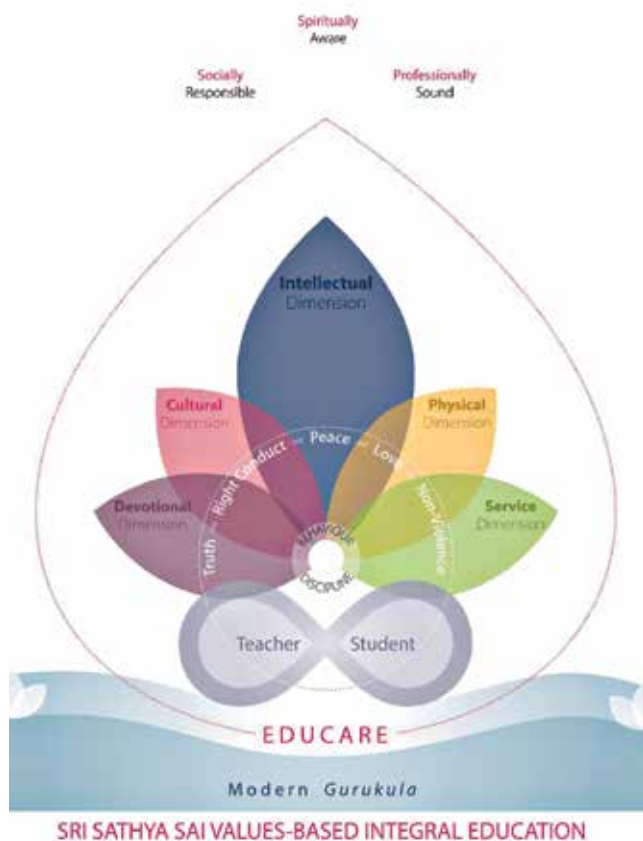 Spiritually
Aware
Socially
Responsible
Professionally
Sound
Intellectual
Dimension
Cultural
Dimension
Physical
Dimension
Devotional
Dimension
Service
Dimension
Truth
Right Conduct
Peace
Love
Non-Violence
BEHAVIOUR
DISCIPLINE
Teacher
Student
EDUCARE
Modern Gurukula
SRI SATHYA SAI VALUES-BASED INTEGRAL EDUCATION